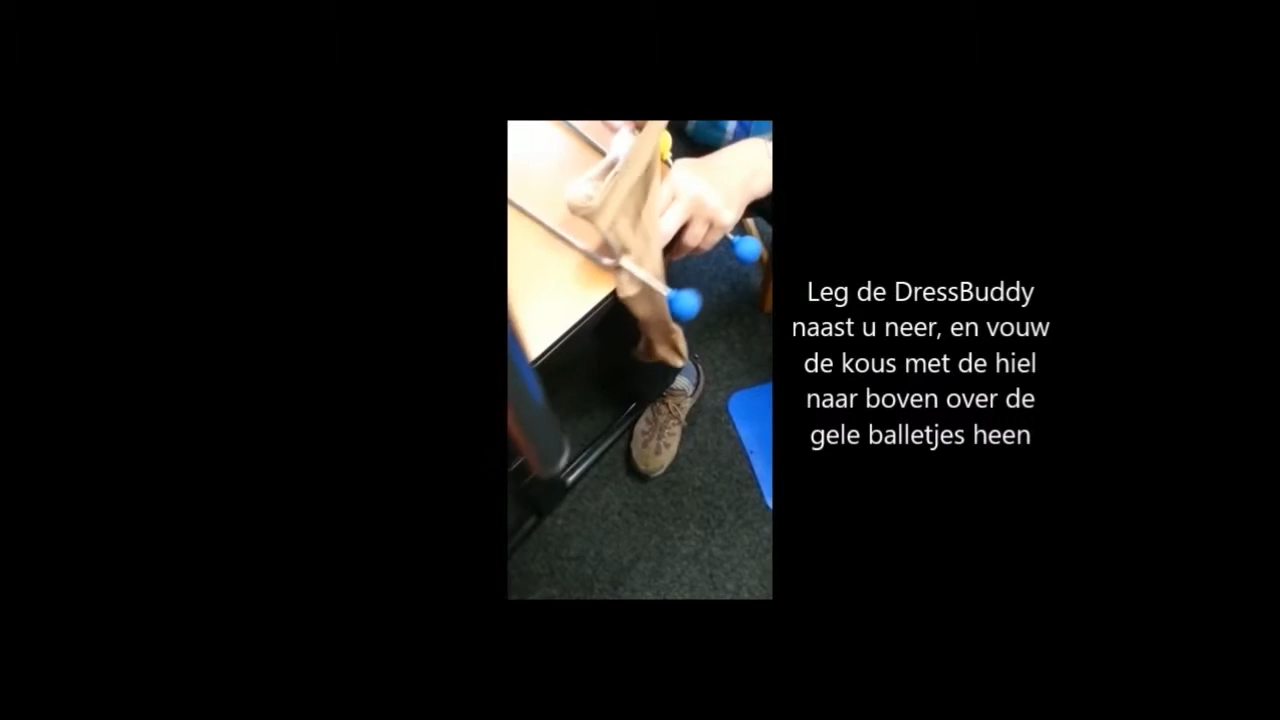 Leg de DressBuddy
naast u neer, en vouw
de kous met de hiel
naar boven over de
gele balletjes heen